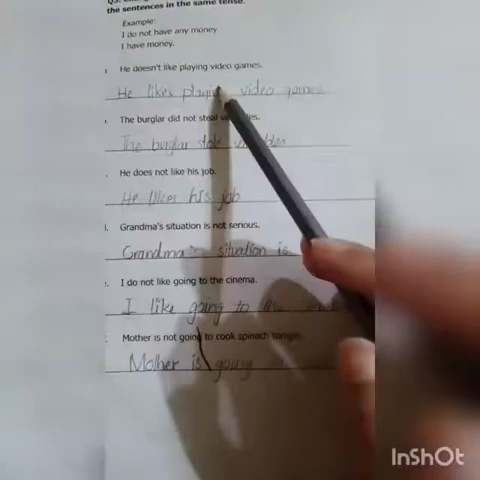 the sentences in the same tense.
Example:
I do not have any money
I have money.
He doesn't like playing video games.
He likes playing video games
The burglar did not steal
The burglar stole
He does not like his job.
He likes his job
Grandma's situation is not serious.
Grandma's situation is
I do not like going to the cinema.
I like going to the
Mother is not going to cook spinach tonight.
Mother is going
InShOt